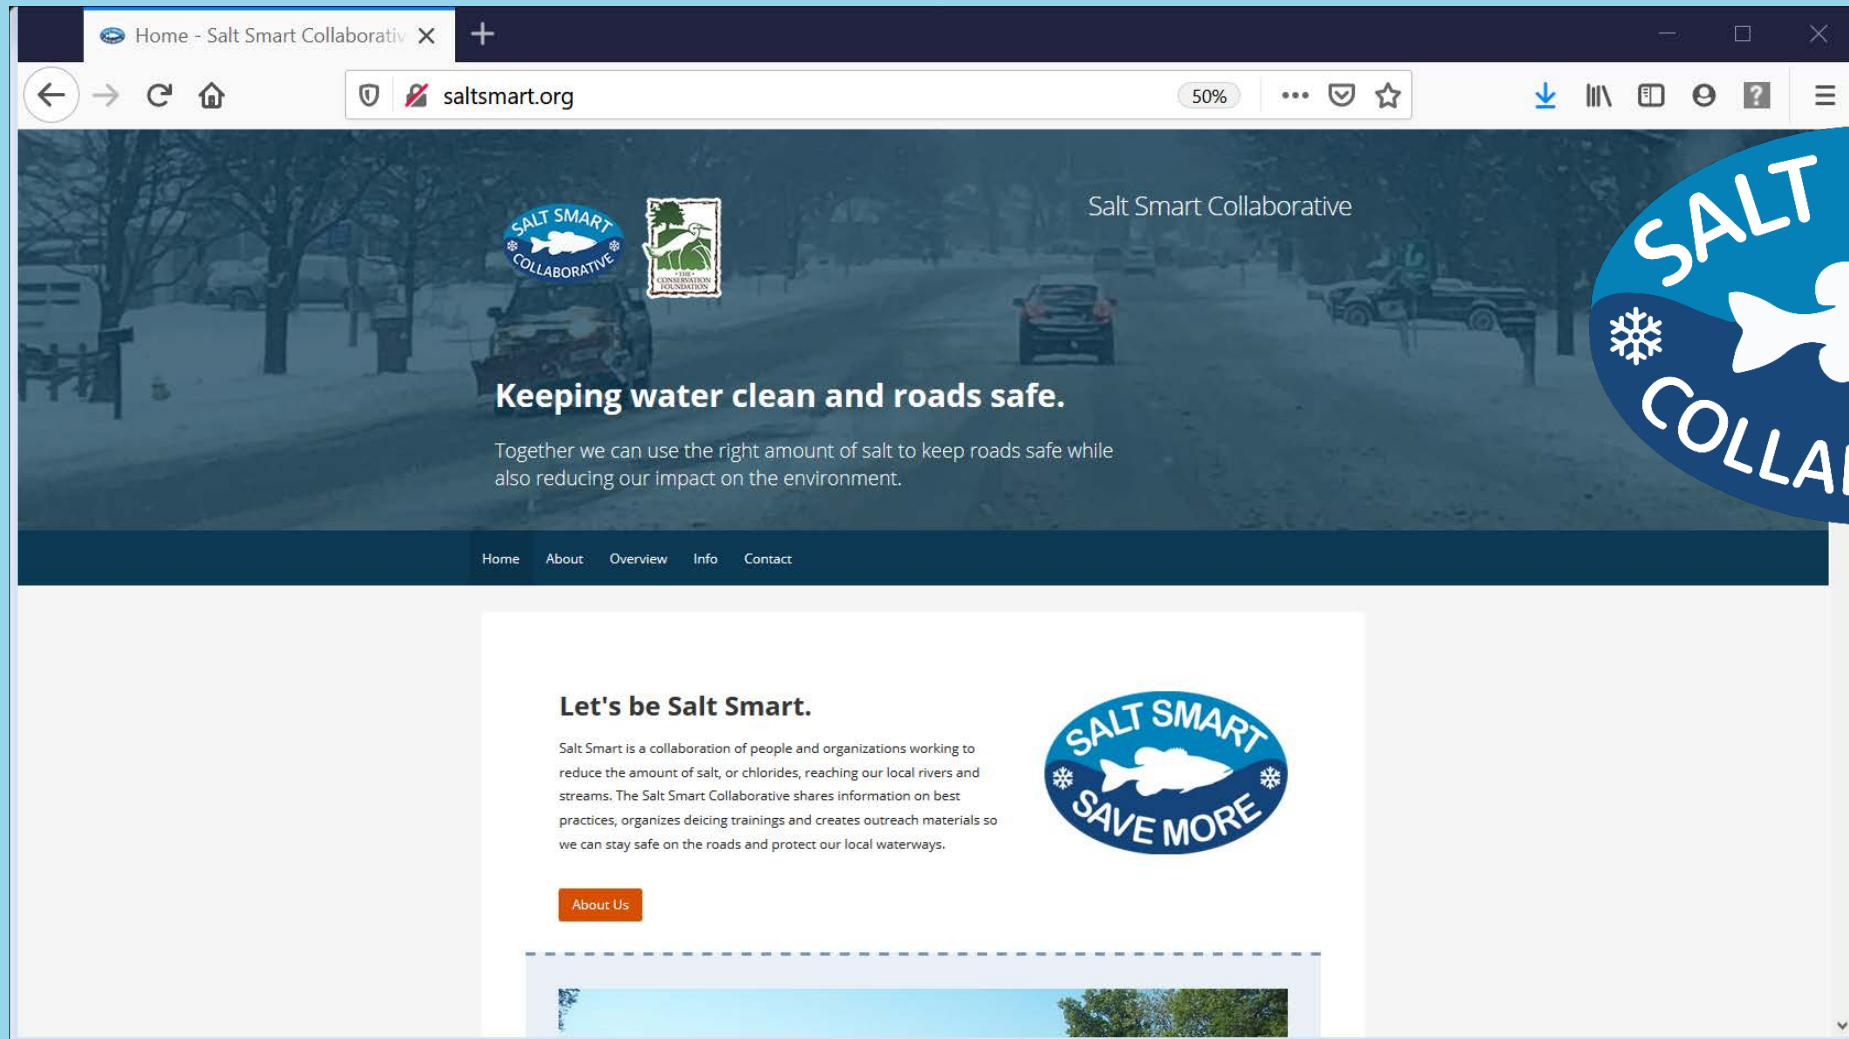 Home - Salt Smart Collaborativ
saltsmart.org
50%
SALT SMART
COLLABORATIVE
THE
CONSERVATION
FOUNDATION
Salt Smart Collaborative
SALT
COLLAB
Keeping water clean and roads safe.
Together we can use the right amount of salt to keep roads safe while
also reducing our impact on the environment.
Home About Overview Info Contact
Let's be Salt Smart.
Salt Smart is a collaboration of people and organizations working to
reduce the amount of salt, or chlorides, reaching our local rivers and
streams. The Salt Smart Collaborative shares information on best
practices, organizes deicing trainings and creates outreach materials so
we can stay safe on the roads and protect our local waterways.
SALT SMART
SAVE MORE
About Us